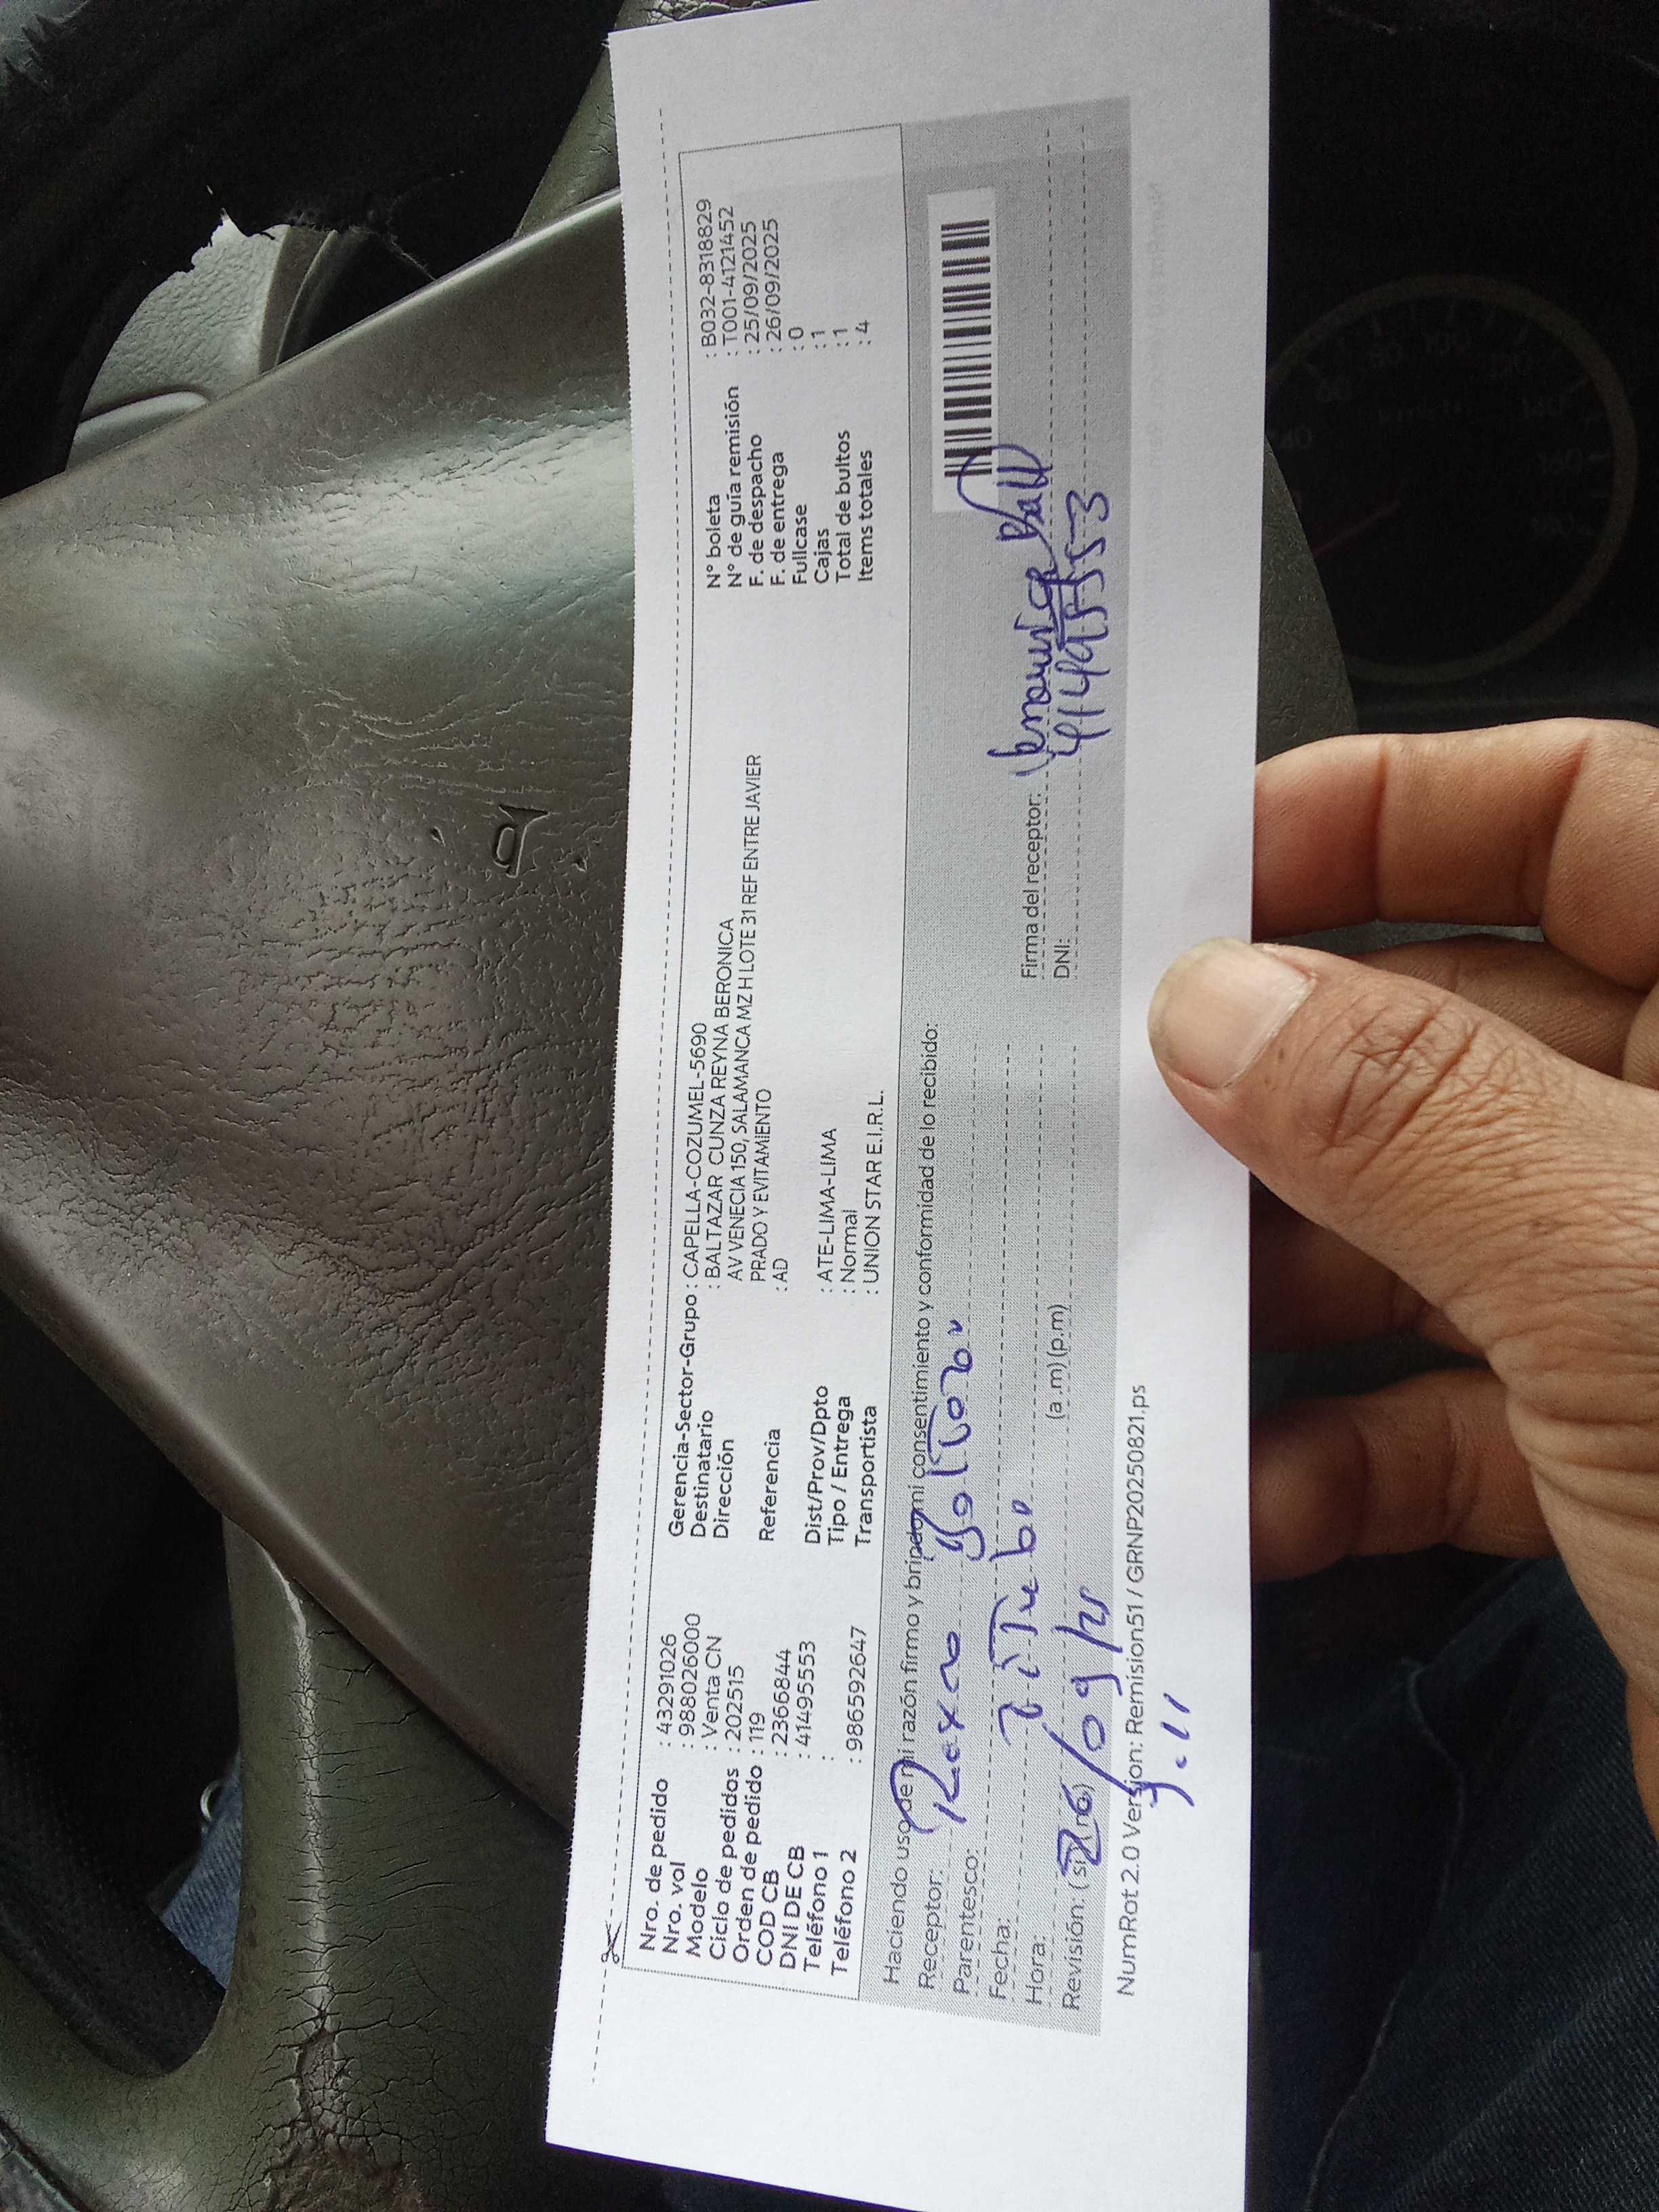 Nro. de pedido : 43291026
Nro. vol : 988026000
Modelo : Venta CN
Ciclo de pedidos : 202515
Orden de pedido : 119
COD CB : 2366844
DNI DE CB : 41495553
Teléfono 1 :
Teléfono 2 : 986592647
Gerencia-Sector-Grupo : CAPELLA-COZUMEL-5690
Destinatario : BALTAZAR CUNZA REYNA BERONICA
Dirección AV VENECIA 150, SALAMANCA MZ H LOTE 31 REF ENTRE JAVIER
PRADO Y EVITAMIENTO
Referencia : AD
Dist/Prov/Dpto : ATE-LIMA-LIMA
Tipo / Entrega : Normal
Transportista : UNION STAR E.I.R.L.
N° boleta : B032-8318829
N° de guía remisión : T001-4121452
F. de despacho : 25/09/2025
F. de entrega : 26/09/2025
Fullcase : 0
Cajas : 1
Total de bultos : 1
Items totales : 4
Haciendo uso de mi razón firmo y brindo mi consentimiento y conformidad de lo recibido:
Receptor:
Parentesco:
Fecha: Titubo
Hora: (a .m) (p.m)
Revisión: (si) (no) 26/09/25
Firma del receptor:
DNI: 41495553
NumRot 2.0 Version: Remision51 / GRNP20250821.ps